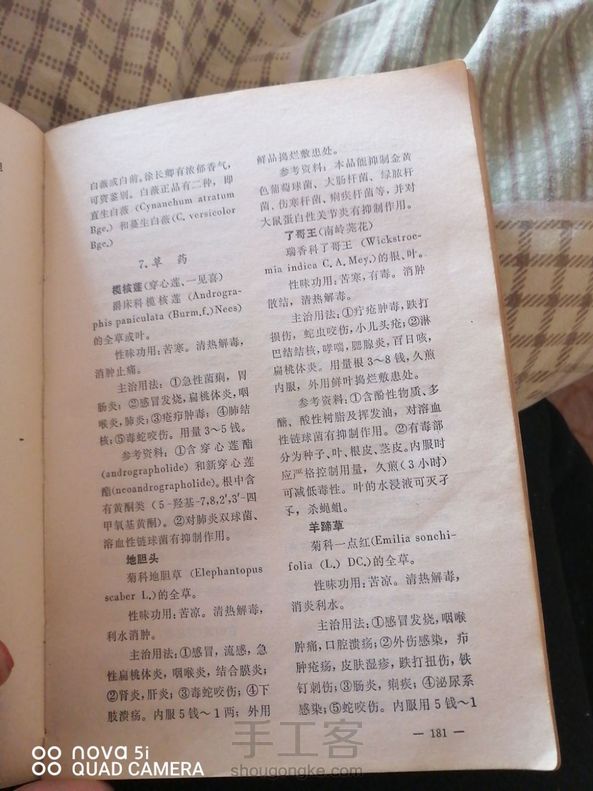 白薇或白前。徐长卿有浓郁香气,
可资鉴别。白薇正品有二种,即
直生白薇 (Cynanchum atratum
Bge.) 和蔓生白薇(C. versicolor
Bge.)
7. 草 药
榄核莲(穿心莲、一见喜)
爵床科榄核莲 (Androgra-
phis paniculata (Burm.f.)Nees)
的全草或叶。
性味功用:苦寒。清热解毒,
消肿止痛。
主治用法:①急性菌痢,胃
肠炎;②感冒发烧,扁桃体炎,咽
喉炎,肺炎;③疮疖肿毒;④肺结
核;⑤毒蛇咬伤。用量3~5钱。
参考资料:①含穿心莲酯
(andrographolide) 和新穿心莲
酯(neoandrographolide)。根中含
有黄酮类 (5-羟基-7,8,2′,3′-四
甲氧基黄酮)。②对肺炎双球菌、
溶血性链球菌有抑制作用。
地胆头
菊科地胆草 (Elephantopus
scaber L.)的全草。
性味功用:苦凉。清热解毒,
利水消肿。
主治用法:①感冒,流感,急
性扁桃体炎,咽喉炎,结合膜炎;
②肾炎,肝炎;③毒蛇咬伤;④下
肢溃疡。内服5钱~1两;外用
鲜品捣烂敷患处。
参考资料:本品能抑制金黄
色葡萄球菌、大肠杆菌、绿脓杆
菌、伤寒杆菌、痢疾杆菌等,并对
大鼠蛋白性关节炎有抑制作用。
了哥王(南岭荛花)
瑞香科了哥王 (Wickstroe-
mia indica C. A. Mey.) 的根、叶。
性味功用:苦寒,有毒。消肿
散结,清热解毒。
主治用法:①疔疮肿毒,跌打
损伤,蛇虫咬伤,小儿头疮;②淋
巴结结核,哮喘,腮腺炎,百日咳,
扁桃体炎。用量根3~8钱,久煎
内服,外用鲜叶捣烂敷患处。
参考资料:①含酚性物质、多
醣、酸性树脂及挥发油,对溶血
性链球菌有抑制作用。②有毒部
分为种子、叶、根皮、茎皮。内服时
应严格控制用量,久煎(3小时)
可减低毒性。叶的水浸液可灭孑
孓,杀蝇蛆。
羊蹄草
菊科一点红(Emilia sonchi-
folia (L.) DC.)的全草。
性味功用:苦凉。清热解毒,
消炎利水。
主治用法:①感冒发烧,咽喉
肿痛,口腔溃疡;②外伤感染,疖
肿疮疡,皮肤湿疹,跌打扭伤,铁
钉刺伤;③肠炎,痢疾;④泌尿系
感染;⑤蛇咬伤。内服用5钱~1
— 181 —
nova 5i
QUAD CAMERA
手工客
shougongke.com